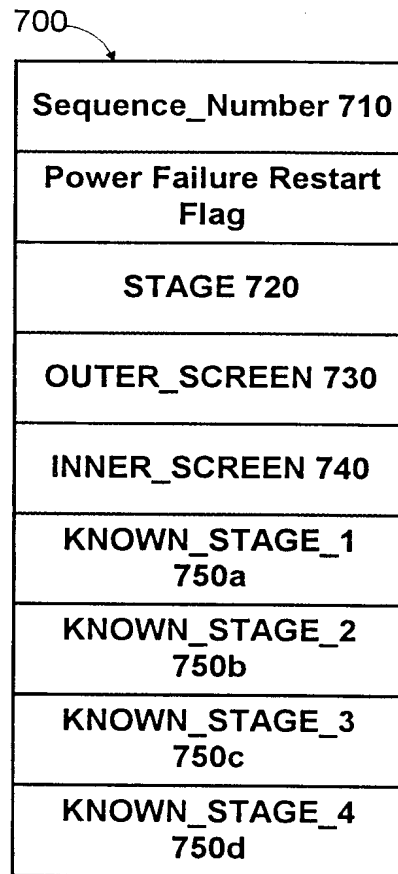 700
Sequence_Number 710
Power Failure Restart
Flag
STAGE 720
OUTER_SCREEN 730
INNER_SCREEN 740
KNOWN_STAGE_1
750a
KNOWN_STAGE_2
750b
KNOWN_STAGE_3
750c
KNOWN_STAGE_4
750d